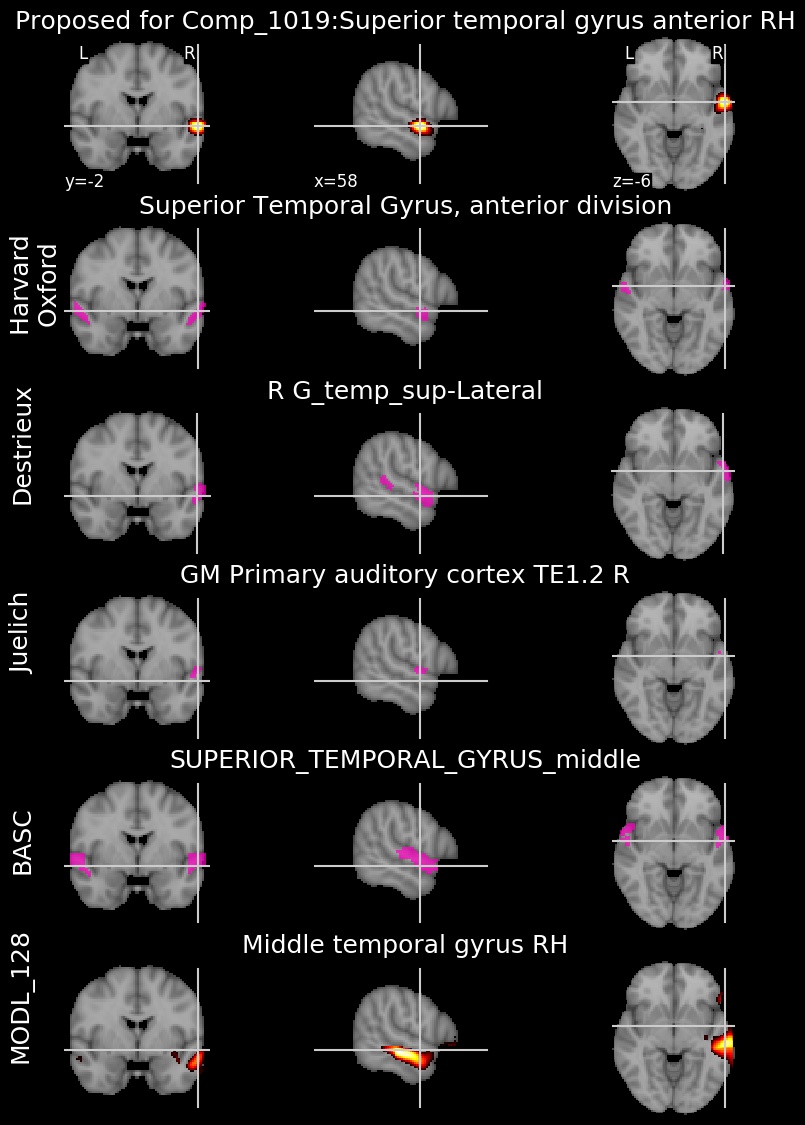 Proposed for Comp_1019:Superior temporal gyrus anterior RH
L R
L R
y=-2
x=58
z=-6
Superior Temporal Gyrus, anterior division
Harvard
Oxford
R G_temp_sup-Lateral
Destrieux
GM Primary auditory cortex TE1.2 R
Juelich
SUPERIOR_TEMPORAL_GYRUS_middle
BASC
Middle temporal gyrus RH
MODL_128